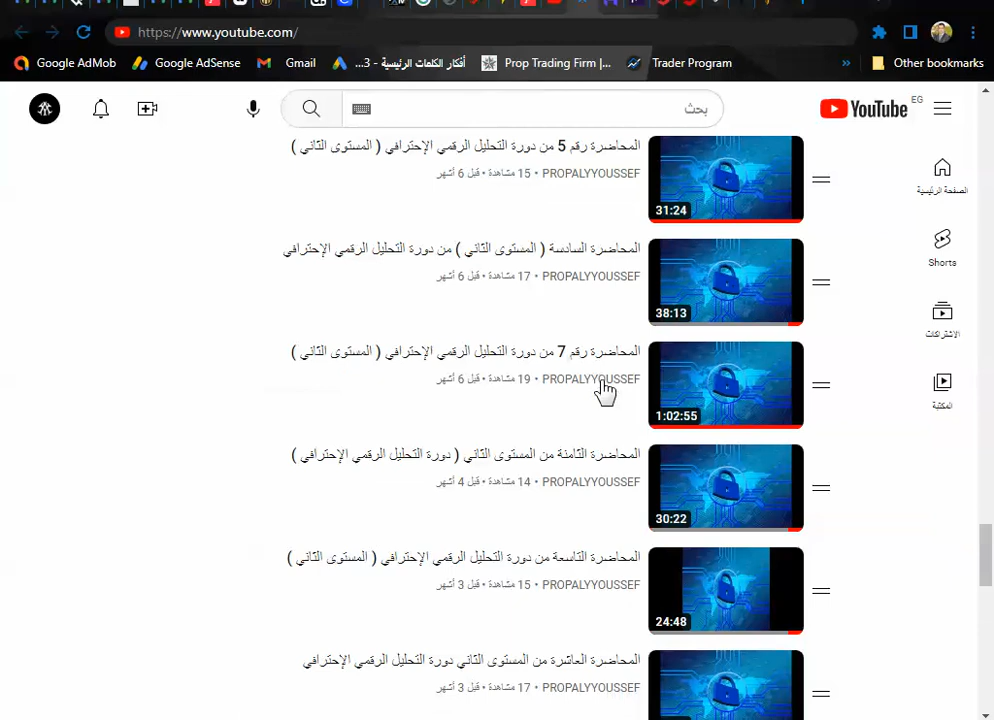 https://www.youtube.com/
Google AdMob
Google AdSense
Gmail
أفكار الكلمات الرئيسية - 3...
Prop Trading Firm |...
Trader Program
»
Other bookmarks
YouTube EG
بحث
الصفحة الرئيسية
Shorts
الاشتراكات
المكتبة
المحاضرة رقم 5 من دورة التحليل الرقمي الإحترافي ( المستوى الثاني )
PROPALYYOUSSEF • 15 مشاهدة • قبل 6 أشهر
31:24
المحاضرة السادسة ( المستوى الثاني ) من دورة التحليل الرقمي الإحترافي
PROPALYYOUSSEF • 17 مشاهدة • قبل 6 أشهر
38:13
المحاضرة رقم 7 من دورة التحليل الرقمي الإحترافي ( المستوى الثاني )
PROPALYYOUSSEF • 19 مشاهدة • قبل 6 أشهر
1:02:55
المحاضرة الثامنة من المستوى الثاني ( دورة التحليل الرقمي الإحترافي )
PROPALYYOUSSEF • 14 مشاهدة • قبل 4 أشهر
30:22
المحاضرة التاسعة من دورة التحليل الرقمي الإحترافي ( المستوى الثاني )
PROPALYYOUSSEF • 15 مشاهدة • قبل 3 أشهر
24:48
المحاضرة العاشرة من المستوى الثاني دورة التحليل الرقمي الإحترافي
PROPALYYOUSSEF • 17 مشاهدة • قبل 3 أشهر